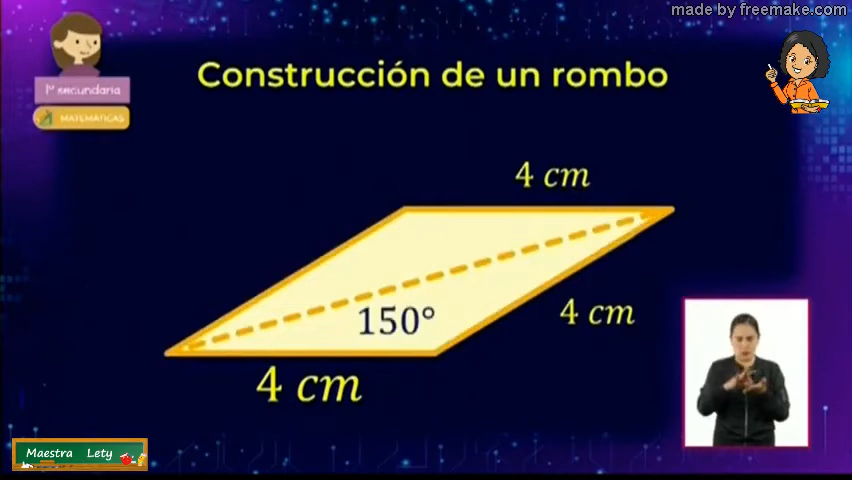 made by freemake.com
Construcción de un rombo
1° secundaria
MATEMÁTICAS
4 cm
150°
4 cm
4 cm
Maestra Lety